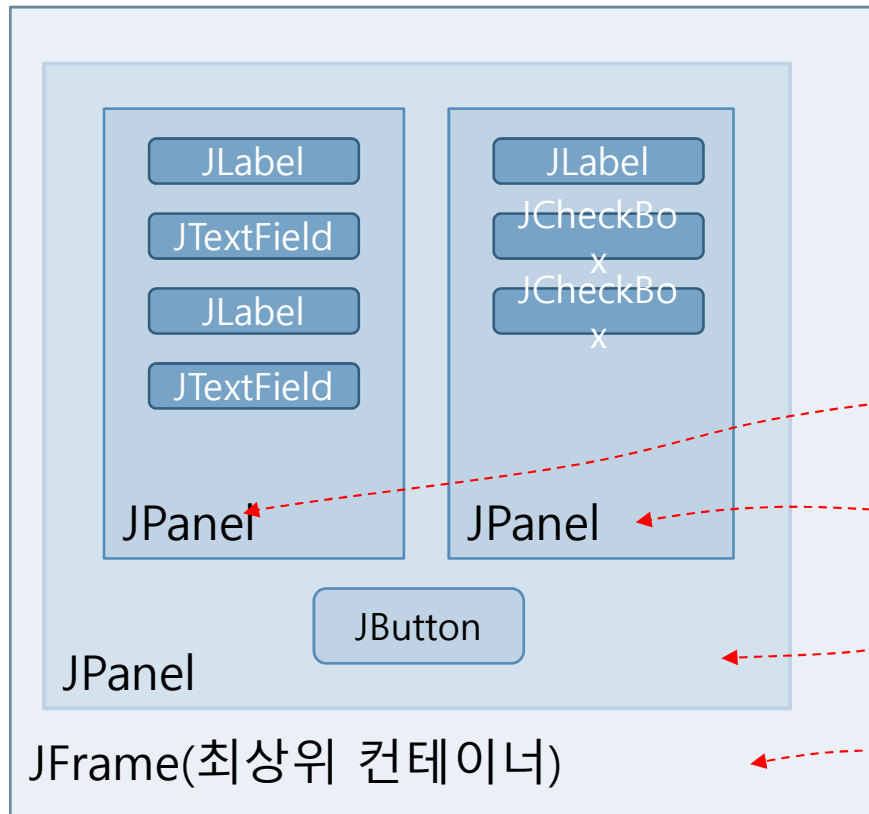 JLabel
JTextField
JLabel
JTextField
JPanel
JLabel
JCheckBo
x
JCheckBo
x
JPanel
JButton
JPanel
JFrame(최상위 컨테이너)